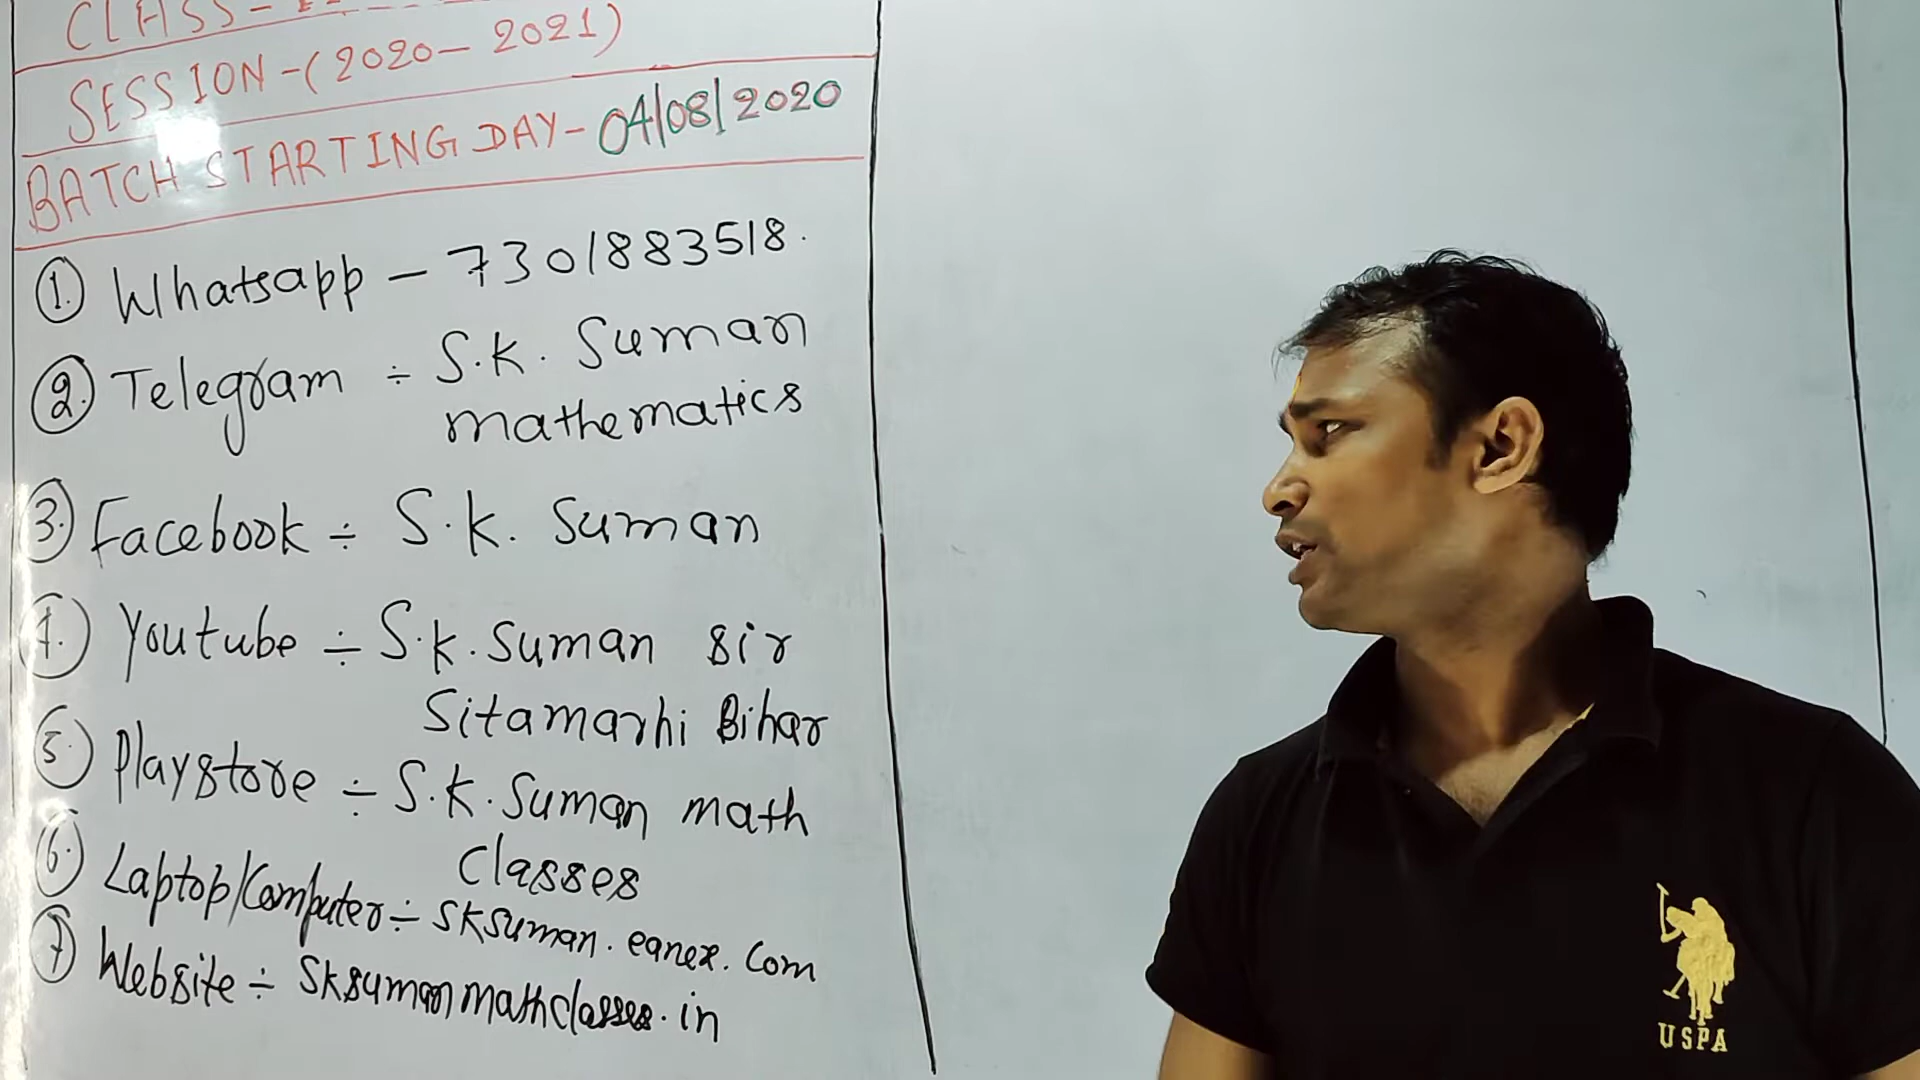 CLASS-
SESSION-(2020-2021)
BATCH STARTING DAY-04/08/2020
1. Whatsapp - 7301883518.
2. Telegram ÷ S.K. Suman
mathematics
3. Facebook ÷ S.K. Suman
4. Youtube ÷ S.K. Suman sir
Sitamarhi Bihar
5. Playstore ÷ S.K. Suman math
Classes
6. Laptop/Computer ÷ sksuman.eanex.com
7. Website ÷ Sksumanmathclasses.in
USPA